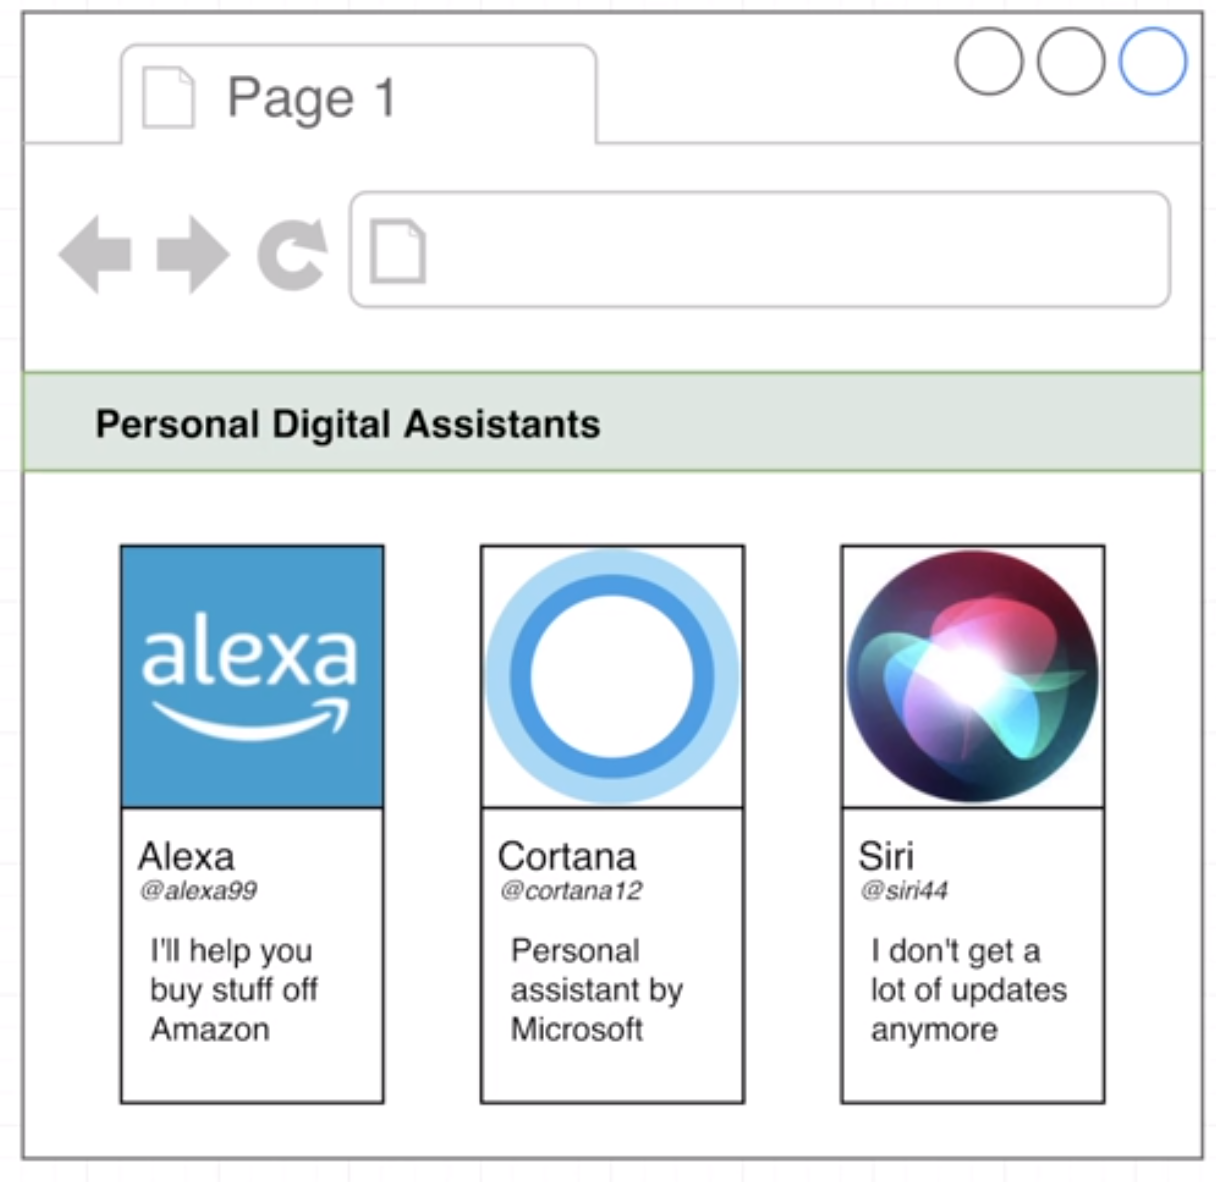 Page 1
Personal Digital Assistants
alexa
Alexa
@alexa99
I'll help you
buy stuff off
Amazon
Cortana
@cortana12
Personal
assistant by
Microsoft
Siri
@siri44
I don't get a
lot of updates
anymore